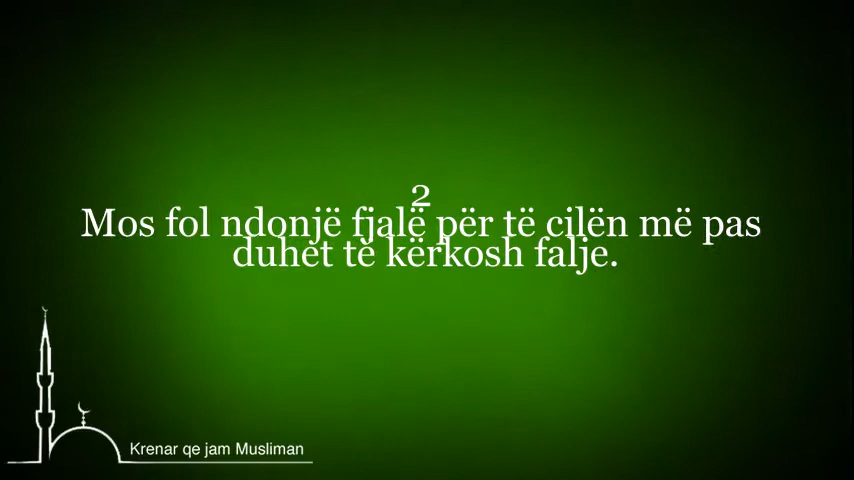 2
Mos fol ndonjë fjalë për të cilën më pas
duhet të kërkosh falje.
Krenar qe jam Musliman